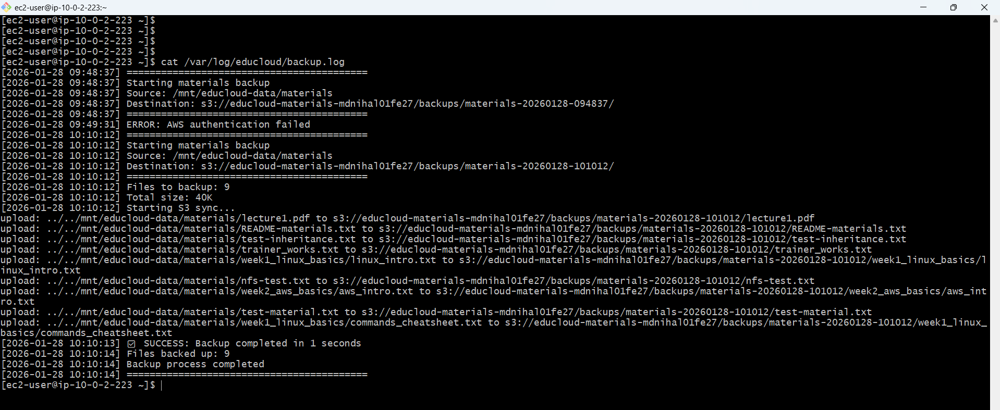 ec2-user@ip-10-0-2-223:~
[ec2-user@ip-10-0-2-223 ~]$
[ec2-user@ip-10-0-2-223 ~]$
[ec2-user@ip-10-0-2-223 ~]$
[ec2-user@ip-10-0-2-223 ~]$
[ec2-user@ip-10-0-2-223 ~]$ cat /var/log/educloud/backup.log
[2026-01-28 09:48:37] ==========================================
[2026-01-28 09:48:37] Starting materials backup
[2026-01-28 09:48:37] Source: /mnt/educloud-data/materials
[2026-01-28 09:48:37] Destination: s3://educloud-materials-mdnihal01fe27/backups/materials-20260128-094837/
[2026-01-28 09:48:37] ==========================================
[2026-01-28 09:49:31] ERROR: AWS authentication failed
[2026-01-28 10:10:12] ==========================================
[2026-01-28 10:10:12] Starting materials backup
[2026-01-28 10:10:12] Source: /mnt/educloud-data/materials
[2026-01-28 10:10:12] Destination: s3://educloud-materials-mdnihal01fe27/backups/materials-20260128-101012/
[2026-01-28 10:10:12] ==========================================
[2026-01-28 10:10:12] Files to backup: 9
[2026-01-28 10:10:12] Total size: 40K
[2026-01-28 10:10:12] Starting S3 sync...
upload: ../../mnt/educloud-data/materials/lecture1.pdf to s3://educloud-materials-mdnihal01fe27/backups/materials-20260128-101012/lecture1.pdf
upload: ../../mnt/educloud-data/materials/README-materials.txt to s3://educloud-materials-mdnihal01fe27/backups/materials-20260128-101012/README-materials.txt
upload: ../../mnt/educloud-data/materials/test-inheritance.txt to s3://educloud-materials-mdnihal01fe27/backups/materials-20260128-101012/test-inheritance.txt
upload: ../../mnt/educloud-data/materials/trainer_works.txt to s3://educloud-materials-mdnihal01fe27/backups/materials-20260128-101012/trainer_works.txt
upload: ../../mnt/educloud-data/materials/week1_linux_basics/linux_intro.txt to s3://educloud-materials-mdnihal01fe27/backups/materials-20260128-101012/week1_linux_basics/l
inux_intro.txt
upload: ../../mnt/educloud-data/materials/nfs-test.txt to s3://educloud-materials-mdnihal01fe27/backups/materials-20260128-101012/nfs-test.txt
upload: ../../mnt/educloud-data/materials/week2_aws_basics/aws_intro.txt to s3://educloud-materials-mdnihal01fe27/backups/materials-20260128-101012/week2_aws_basics/aws_int
ro.txt
upload: ../../mnt/educloud-data/materials/test-material.txt to s3://educloud-materials-mdnihal01fe27/backups/materials-20260128-101012/test-material.txt
upload: ../../mnt/educloud-data/materials/week1_linux_basics/commands_cheatsheet.txt to s3://educloud-materials-mdnihal01fe27/backups/materials-20260128-101012/week1_linux_
basics/commands_cheatsheet.txt
[2026-01-28 10:10:13] ☑ SUCCESS: Backup completed in 1 seconds
[2026-01-28 10:10:14] Files backed up: 9
[2026-01-28 10:10:14] Backup process completed
[2026-01-28 10:10:14] ==========================================
[ec2-user@ip-10-0-2-223 ~]$